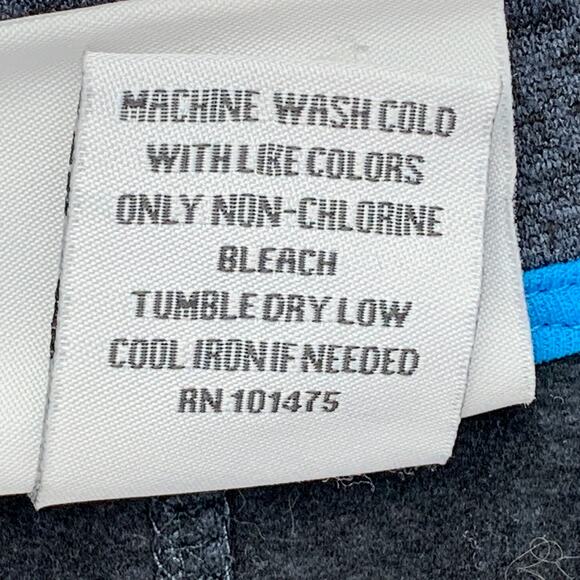 MACHINE WASH COLD
WITH LIKE COLORS
ONLY NON-CHLORINE
BLEACH
TUMBLE DRY LOW
COOL IRON IF NEEDED
RN 101475